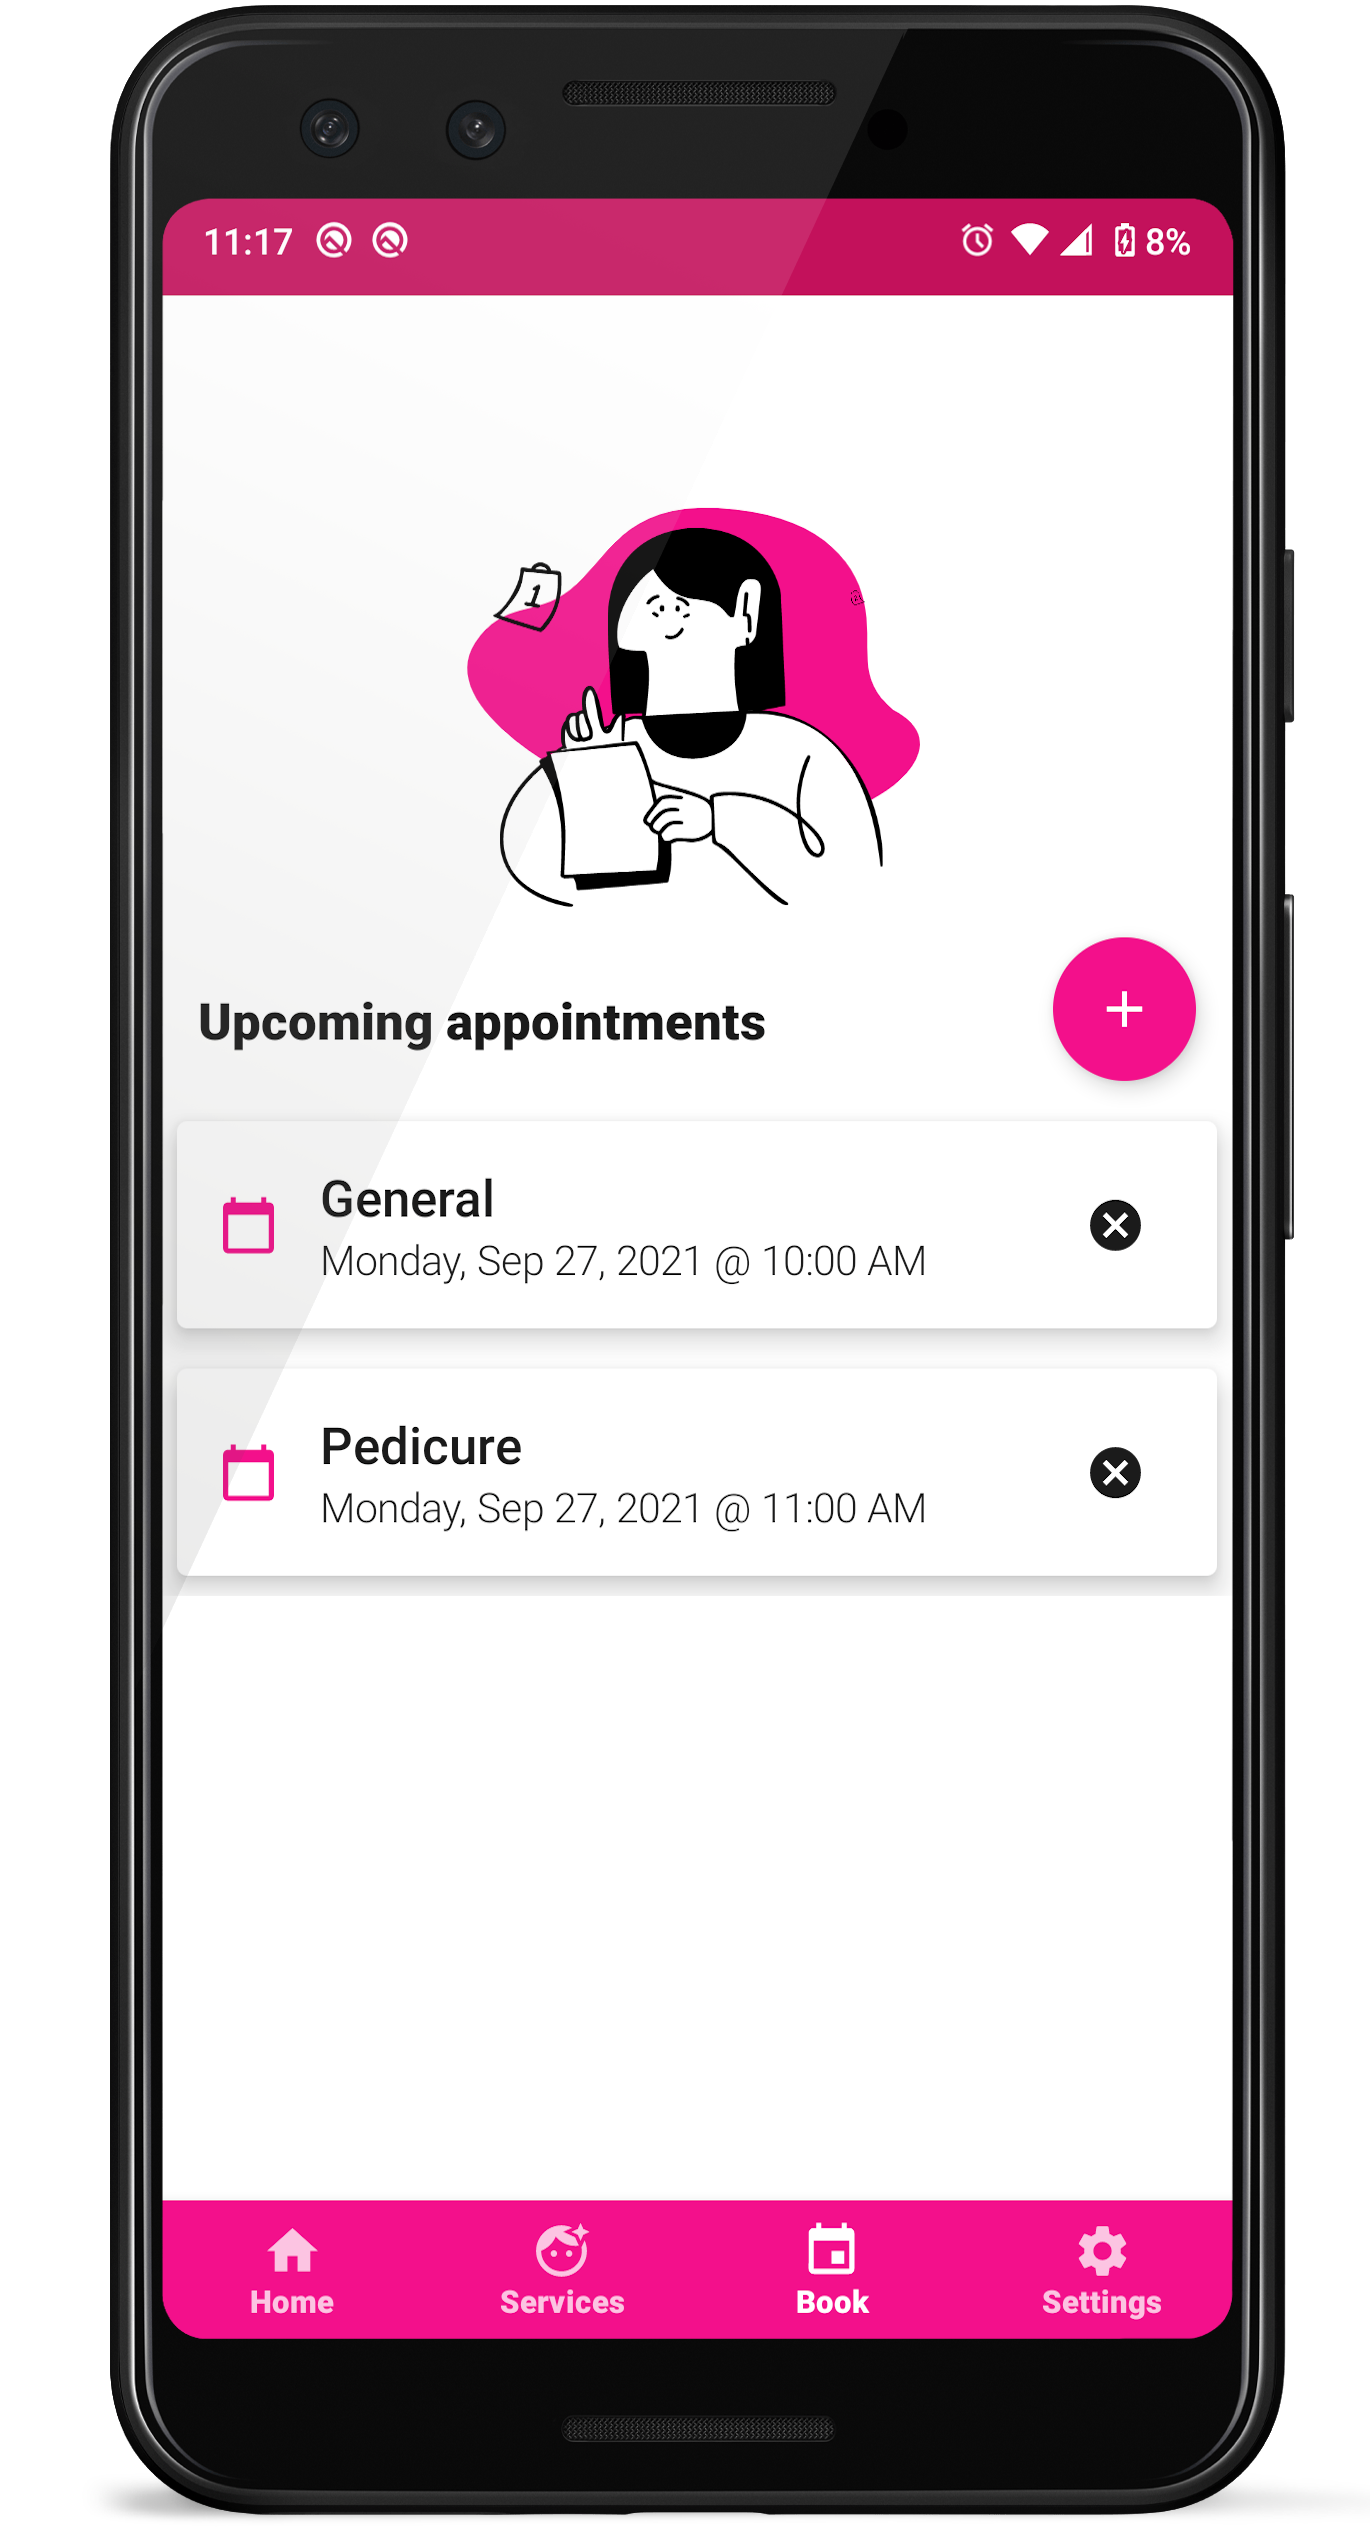 11:17 8%
1
Upcoming appointments
+
General
Monday, Sep 27, 2021 @ 10:00 AM
Pedicure
Monday, Sep 27, 2021 @ 11:00 AM
Home Services Book Settings